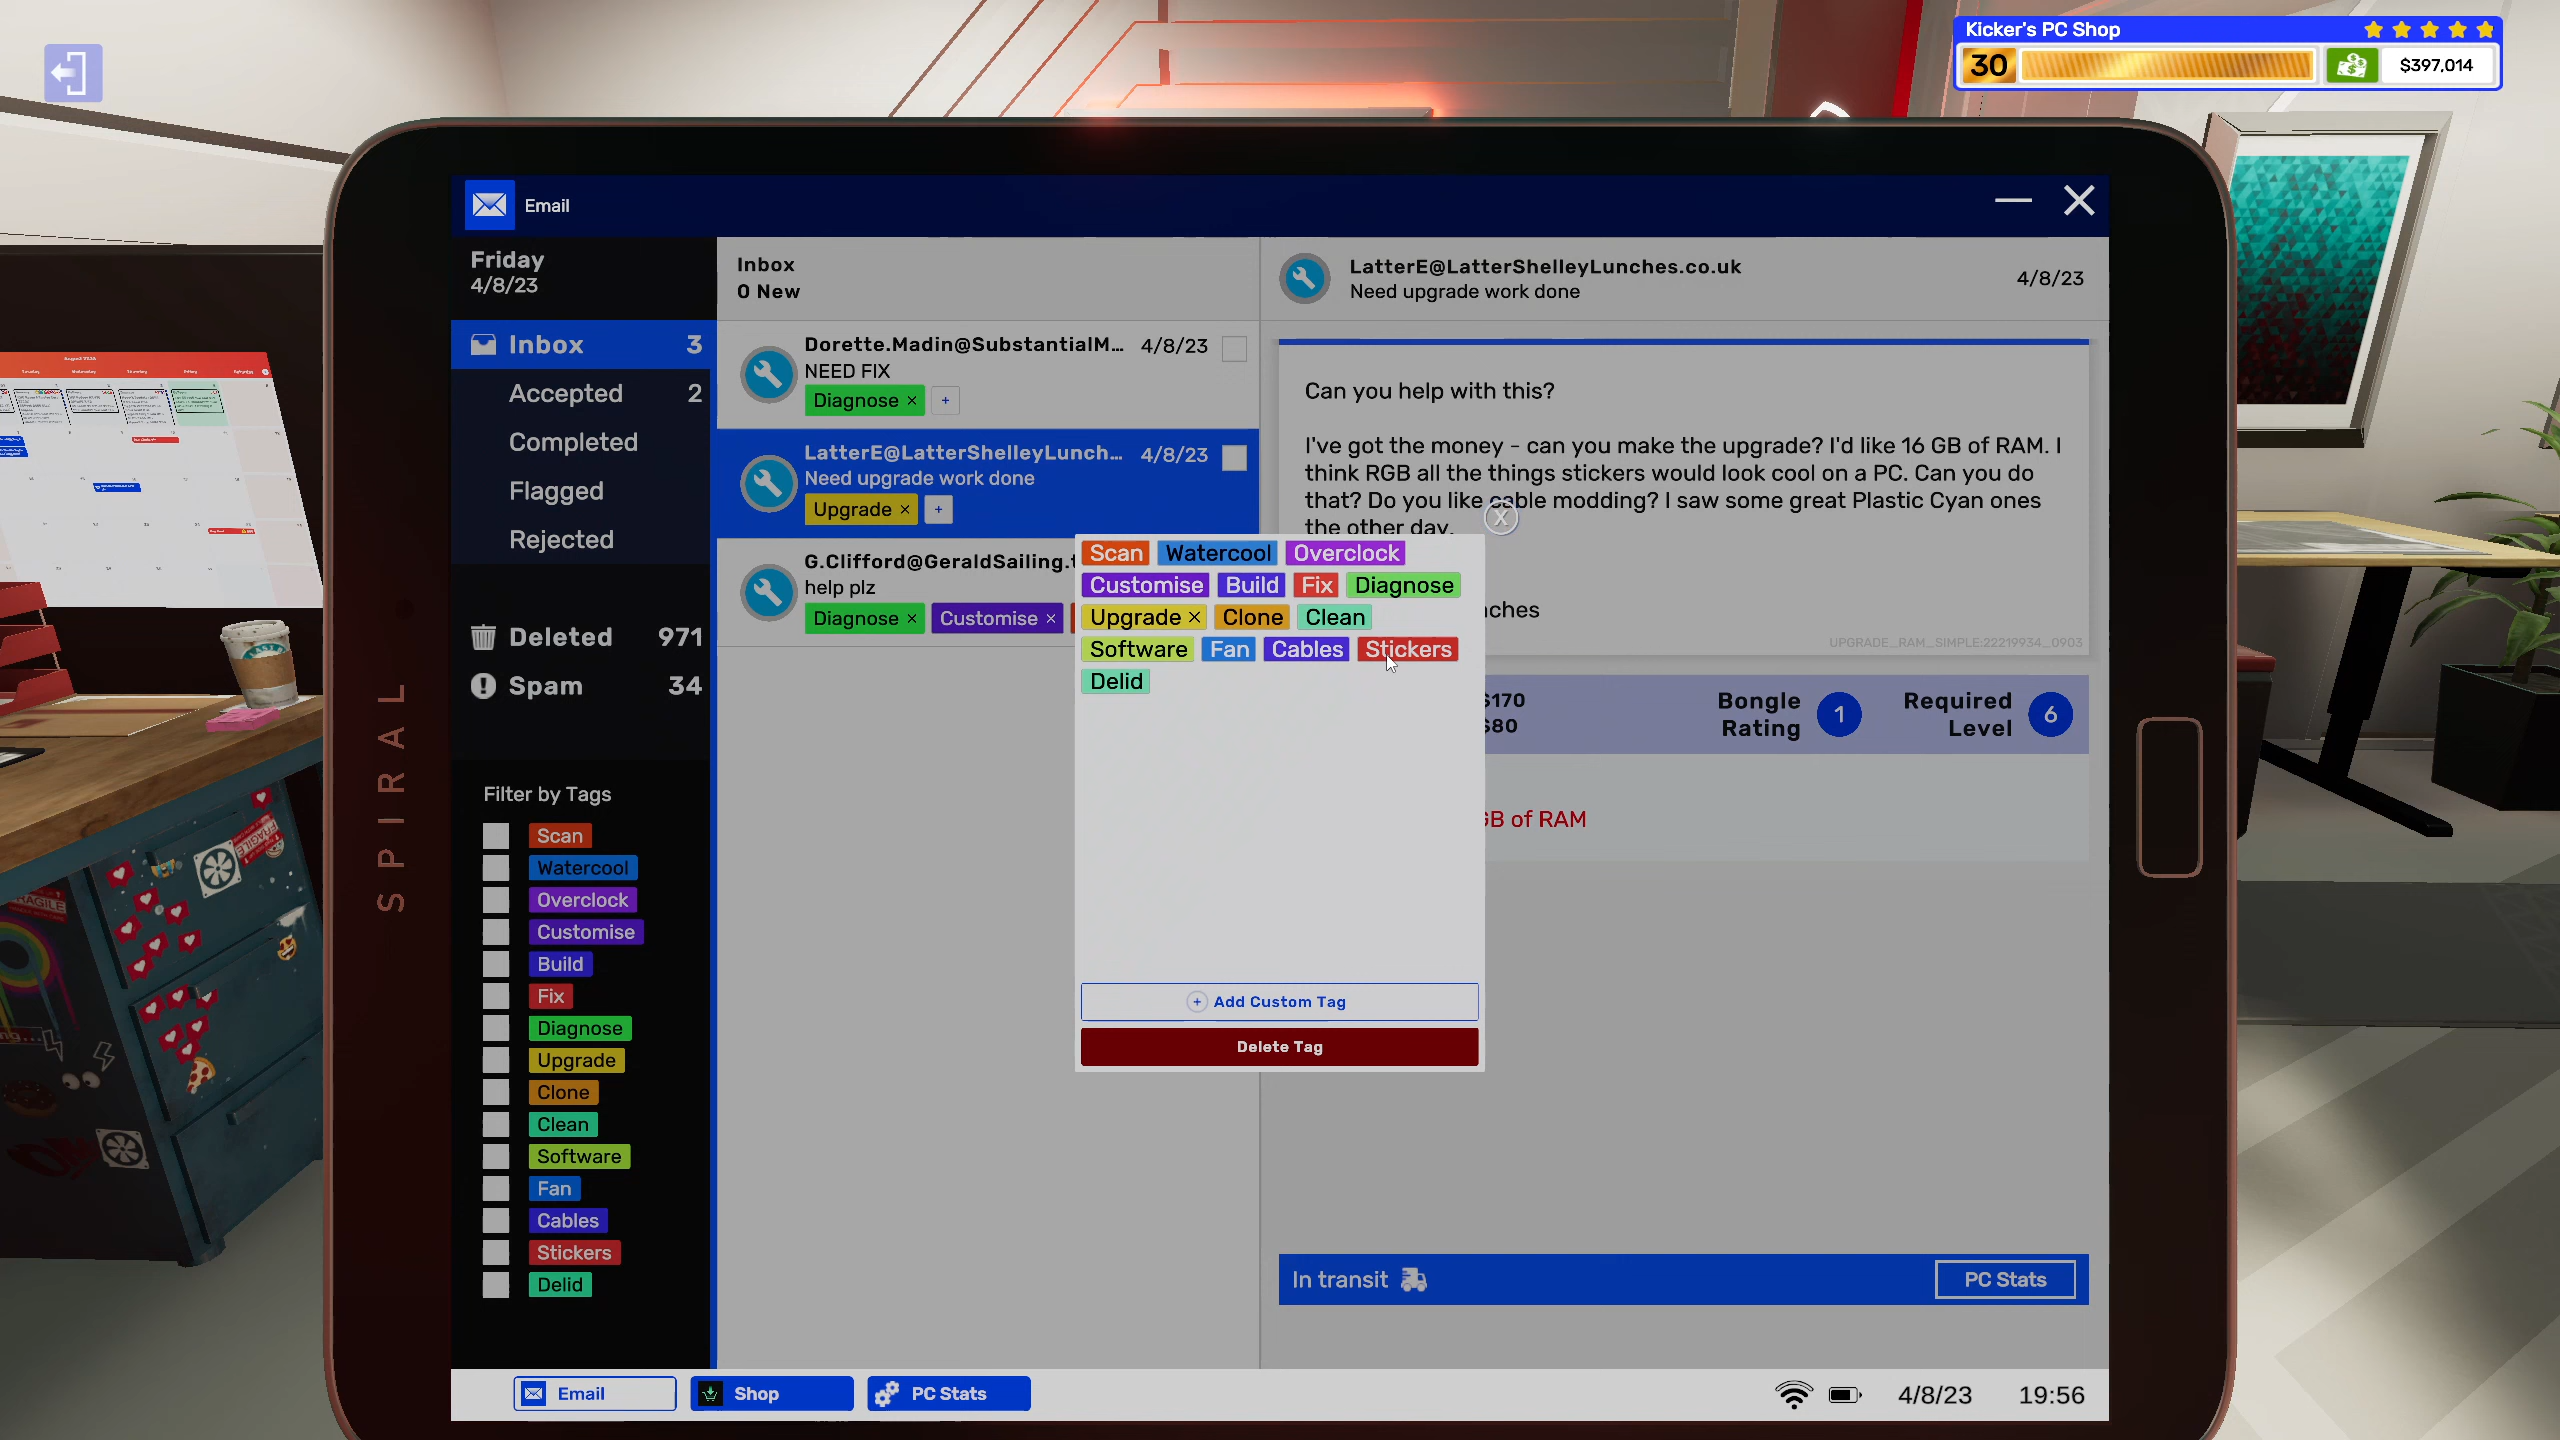 Kicker's PC Shop
30
$397,014
Email
Friday
4/8/23
Inbox 3
Accepted 2
Completed
Flagged
Rejected
Deleted 971
Spam 34
Filter by Tags
Scan
Watercool
Overclock
Customise
Build
Fix
Diagnose
Upgrade
Clone
Clean
Software
Fan
Cables
Stickers
Delid
Inbox
0 New
Dorette.Madin@SubstantialM... 4/8/23
NEED FIX
Diagnose × +
LatterE@LatterShelleyLunch... 4/8/23
Need upgrade work done
Upgrade × +
G.Clifford@GeraldSailing.
help plz
Diagnose × Customise ×
LatterE@LatterShelleyLunches.co.uk
Need upgrade work done
4/8/23
Can you help with this?
I've got the money - can you make the upgrade? I'd like 16 GB of RAM. I
think RGB all the things stickers would look cool on a PC. Can you do
that? Do you like cable modding? I saw some great Plastic Cyan ones
the other day.
X
ches
UPGRADE_RAM_SIMPLE:22219934_0903
$170
$80
Bongle
Rating 1
Required
Level 6
GB of RAM
Scan Watercool Overclock
Customise Build Fix Diagnose
Upgrade × Clone Clean
Software Fan Cables Stickers
Delid
+ Add Custom Tag
Delete Tag
In transit
PC Stats
Email
Shop
PC Stats
4/8/23
19:56
SPIRAL
FRAGILE